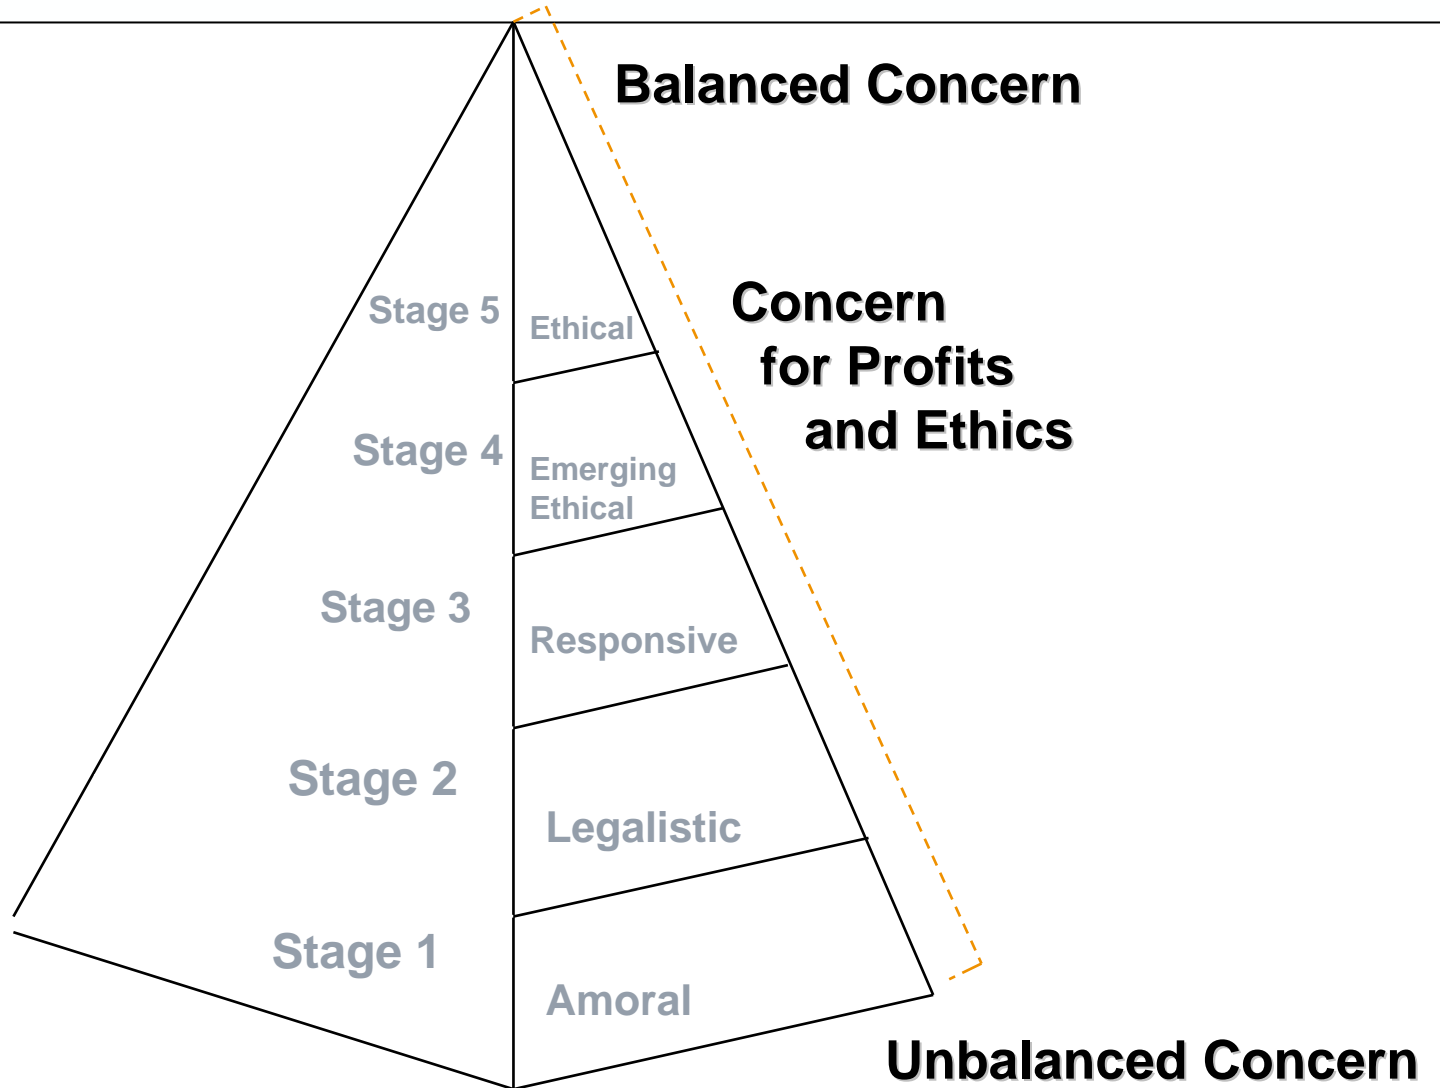 Balanced Concern
Concern
for Profits
and Ethics
Stage 5
Ethical
Stage 4
Emerging
Ethical
Stage 3
Responsive
Stage 2
Legalistic
Stage 1
Amoral
Unbalanced Concern